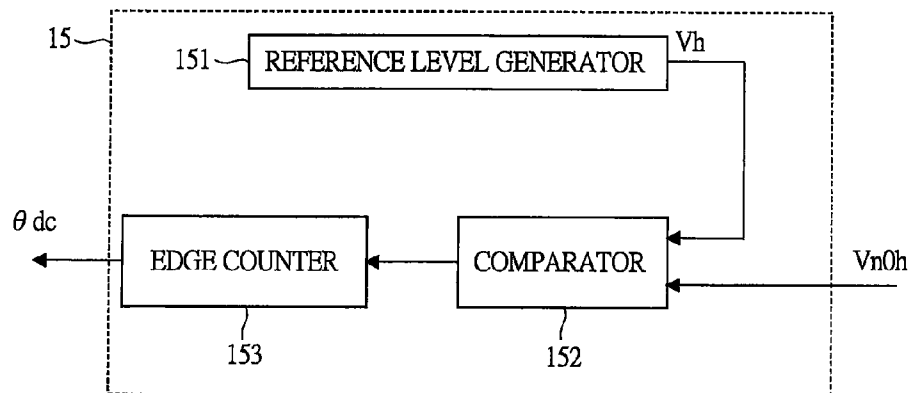 15
151
REFERENCE LEVEL GENERATOR
Vh
θ dc
EDGE COUNTER
COMPARATOR
Vn0h
153
152